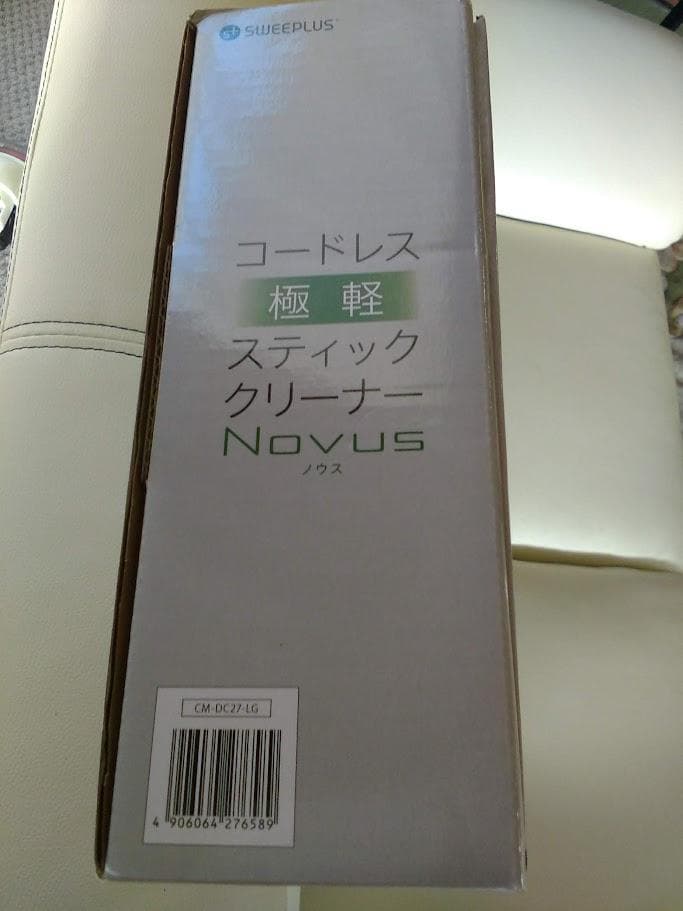 s+ SWEEPLUS
コードレス
極 軽
スティック
クリーナー
Novus
ノウス
CM-DC27-LG
4 906064 276589